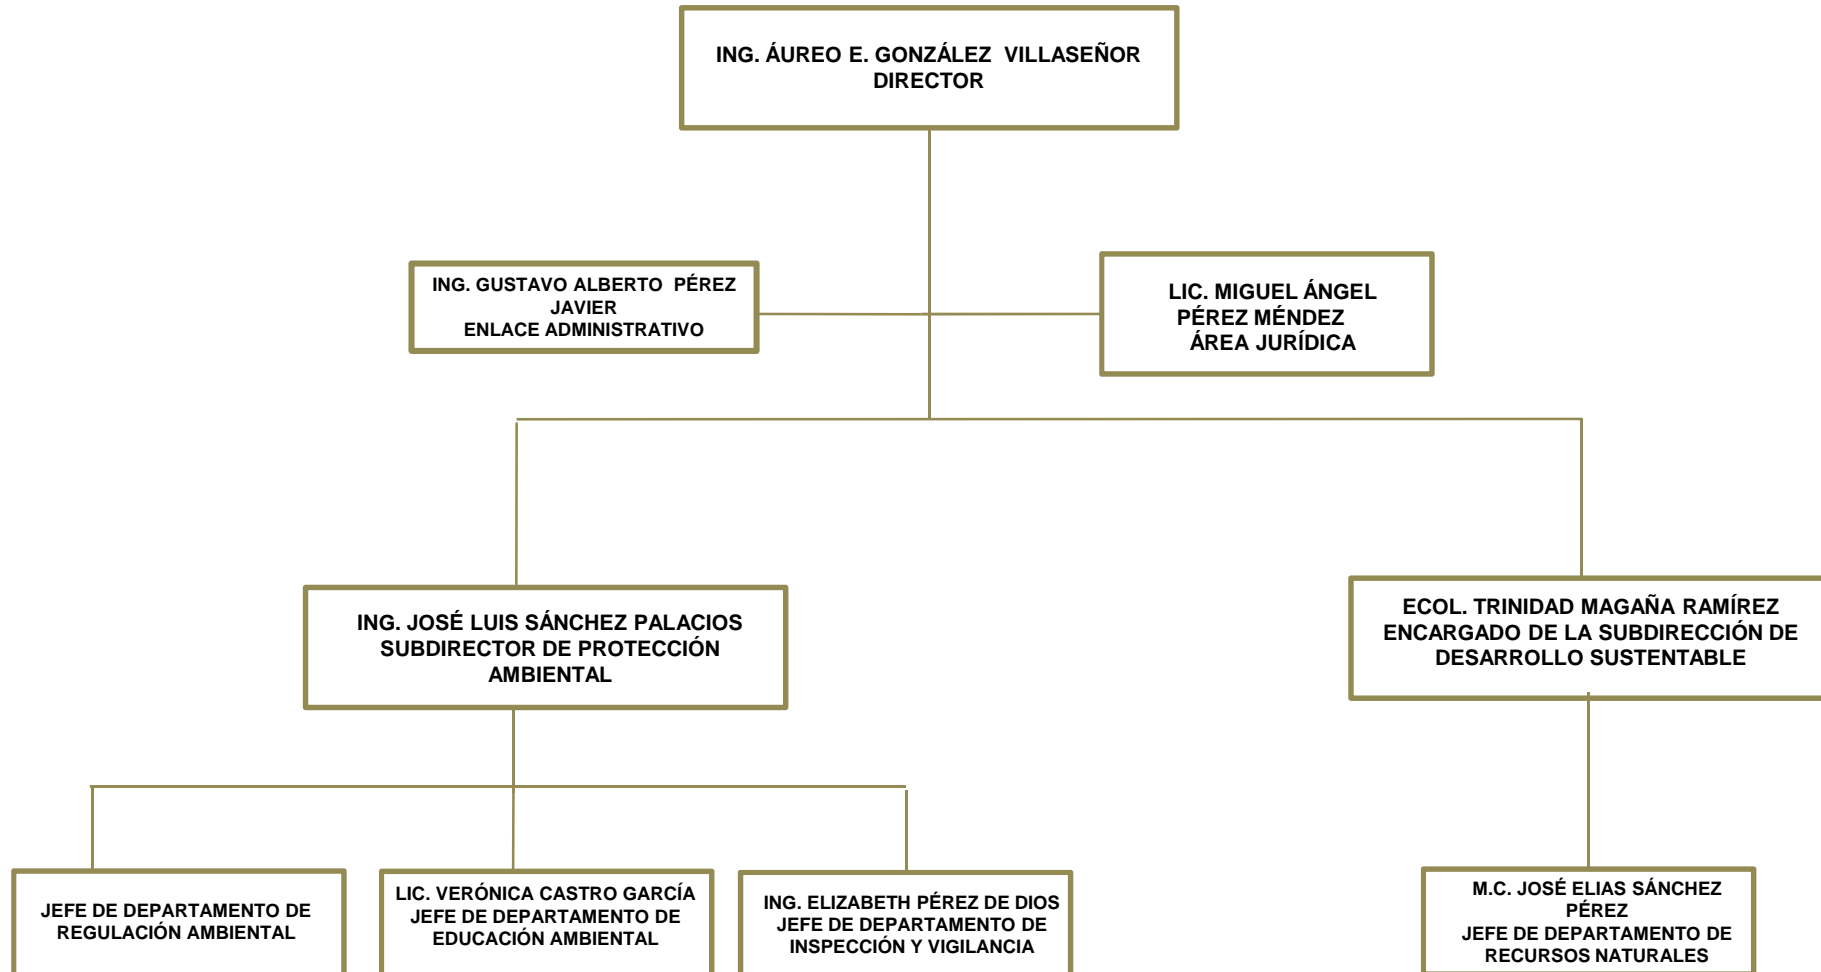 ING. ÁUREO E. GONZÁLEZ  VILLASEÑOR
DIRECTOR
ING. GUSTAVO ALBERTO  PÉREZ
JAVIER
ENLACE ADMINISTRATIVO
LIC. MIGUEL ÁNGEL
PÉREZ MÉNDEZ
ÁREA JURÍDICA
ING. JOSÉ LUIS SÁNCHEZ PALACIOS
SUBDIRECTOR DE PROTECCIÓN
AMBIENTAL
ECOL. TRINIDAD MAGAÑA RAMÍREZ
ENCARGADO DE LA SUBDIRECCIÓN DE
DESARROLLO SUSTENTABLE
JEFE DE DEPARTAMENTO DE
REGULACIÓN AMBIENTAL
LIC. VERÓNICA CASTRO GARCÍA
JEFE DE DEPARTAMENTO DE
EDUCACIÓN AMBIENTAL
ING. ELIZABETH PÉREZ DE DIOS
JEFE DE DEPARTAMENTO DE
INSPECCIÓN Y VIGILANCIA
M.C. JOSÉ ELIAS SÁNCHEZ
PÉREZ
JEFE DE DEPARTAMENTO DE
RECURSOS NATURALES